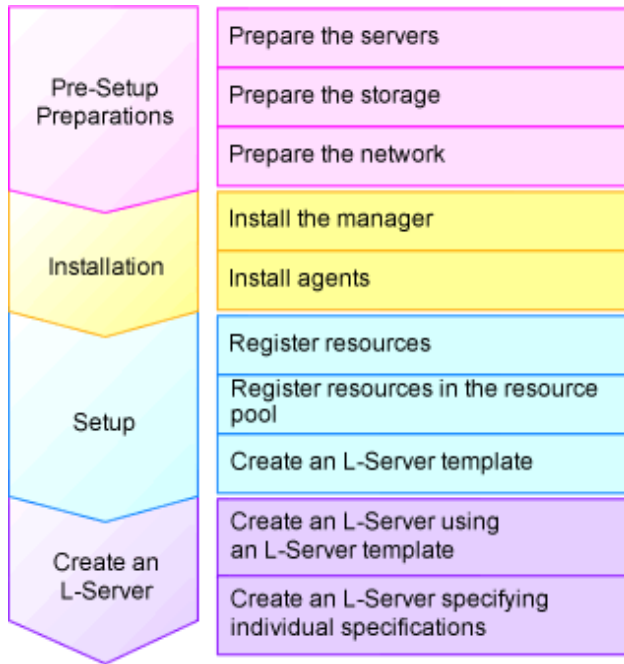 Pre-Setup
Preparations
Prepare the servers
Prepare the storage
Prepare the network
Installation
Install the manager
Install agents
Setup
Register resources
Register resources in the resource
pool
Create an L-Server template
Create an
L-Server
Create an L-Server using
an L-Server template
Create an L-Server specifying
individual specifications